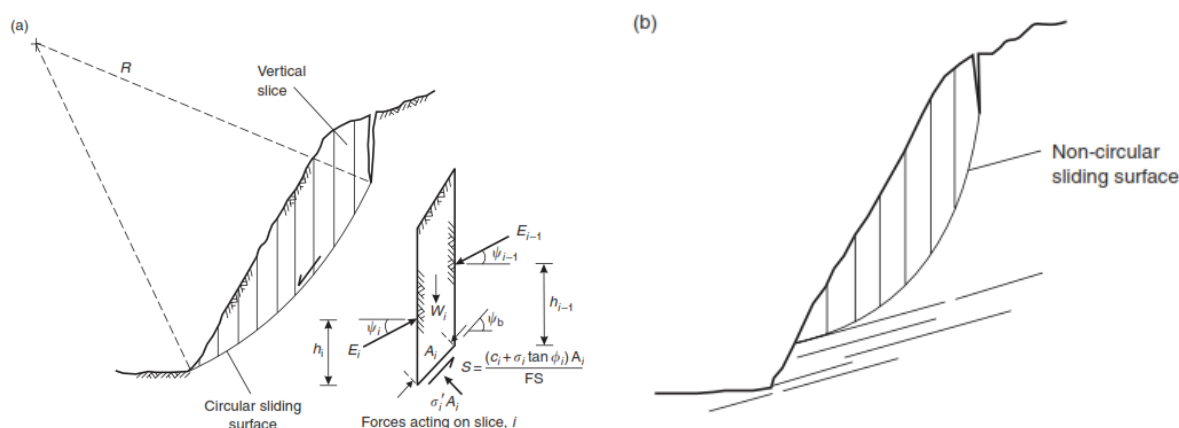 (a)
R
Vertical
slice
E_{i–1}
ψ_{i–1}
h_{i–1}
W_i
ψ_i
ψ_b
E_i
h_i
A_i
S = (c_i + σ_i tan ϕ_i) A_i
FS
σ_i′A_i
Circular sliding
surface
Forces acting on slice, i
(b)
Non-circular
sliding surface